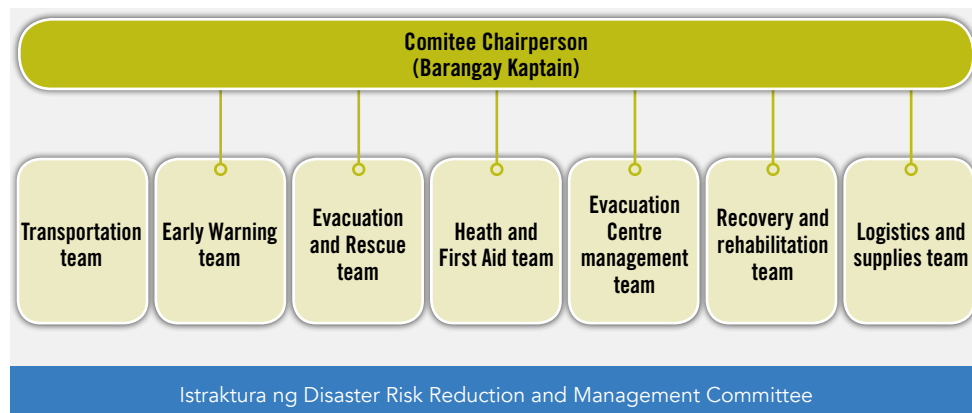 Comitee Chairperson
(Barangay Kaptain)
Transportation
team
Early Warning
team
Evacuation
and Rescue
team
Heath and
First Aid team
Evacuation
Centre
management
team
Recovery and
rehabilitation
team
Logistics and
supplies team
Istraktura ng Disaster Risk Reduction and Management Committee